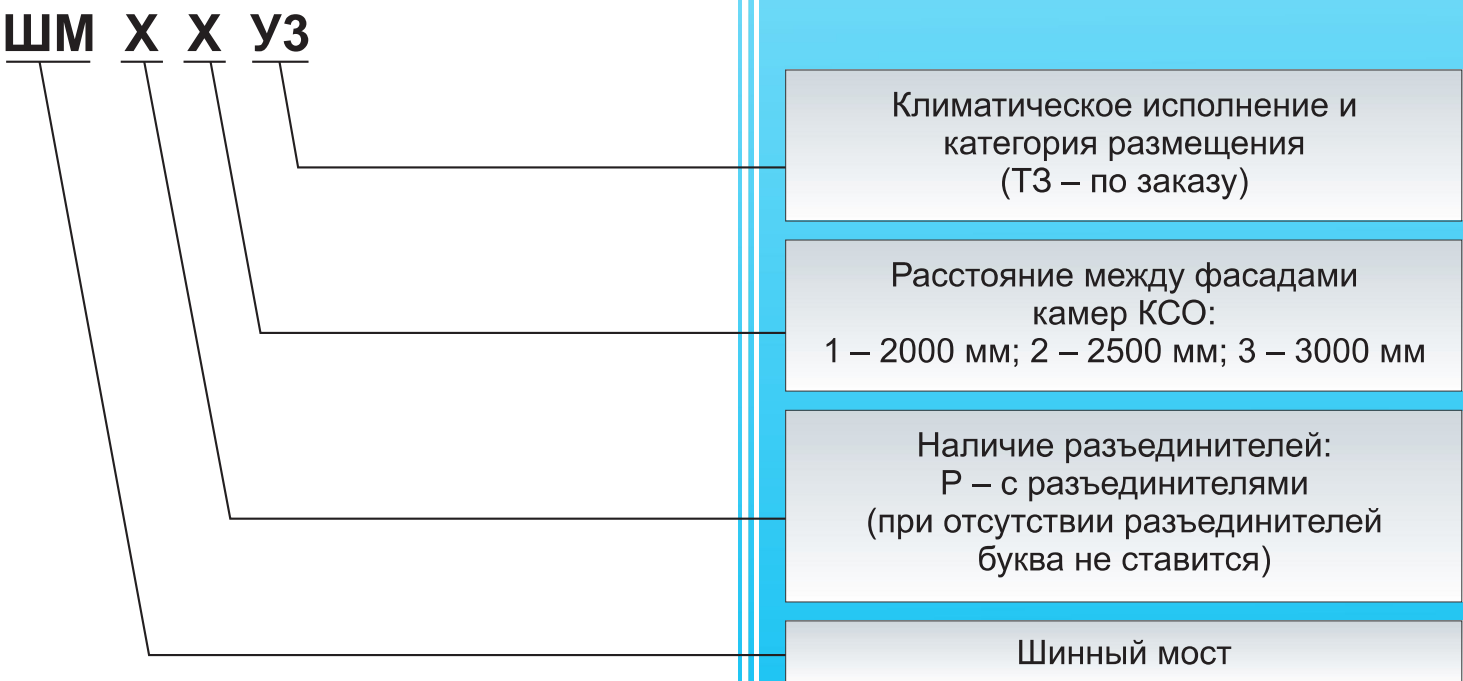 ШМ Х Х У3
Климатическое исполнение и
категория размещения
(Т3 – по заказу)
Расстояние между фасадами
камер КСО:
1 – 2000 мм; 2 – 2500 мм; 3 – 3000 мм
Наличие разъединителей:
Р – с разъединителями
(при отсутствии разъединителей
буква не ставится)
Шинный мост